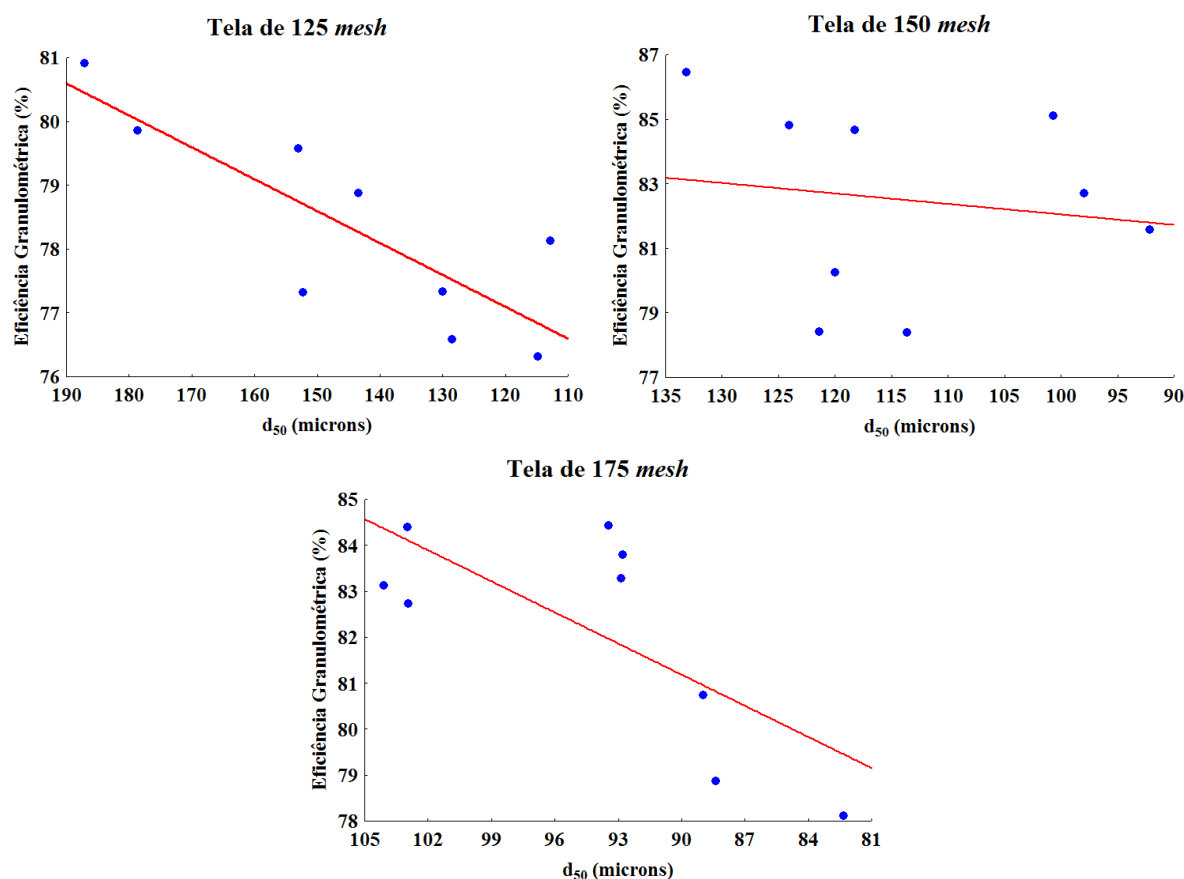 Tela de 125 mesh
Eficiência Granulométrica (%)
81
80
79
78
77
76
190 180 170 160 150 140 130 120 110
d50 (microns)
Tela de 150 mesh
Eficiência Granulométrica (%)
87
85
83
81
79
77
135 130 125 120 115 110 105 100 95 90
d50 (microns)
Tela de 175 mesh
Eficiência Granulométrica (%)
85
84
83
82
81
80
79
78
105 102 99 96 93 90 87 84 81
d50 (microns)